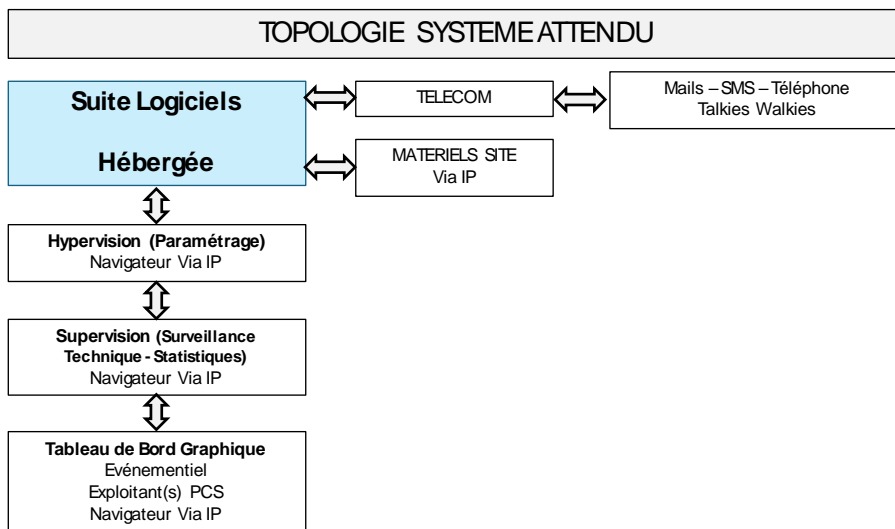 TOPOLOGIE SYSTEME ATTENDU
Suite Logiciels
Hébergée
TELECOM
Mails – SMS – Téléphone
Talkies Walkies
MATERIELS SITE
Via IP
Hypervision (Paramétrage)
Navigateur Via IP
Supervision (Surveillance
Technique - Statistiques)
Navigateur Via IP
Tableau de Bord Graphique
Evénementiel
Exploitant(s) PCS
Navigateur Via IP